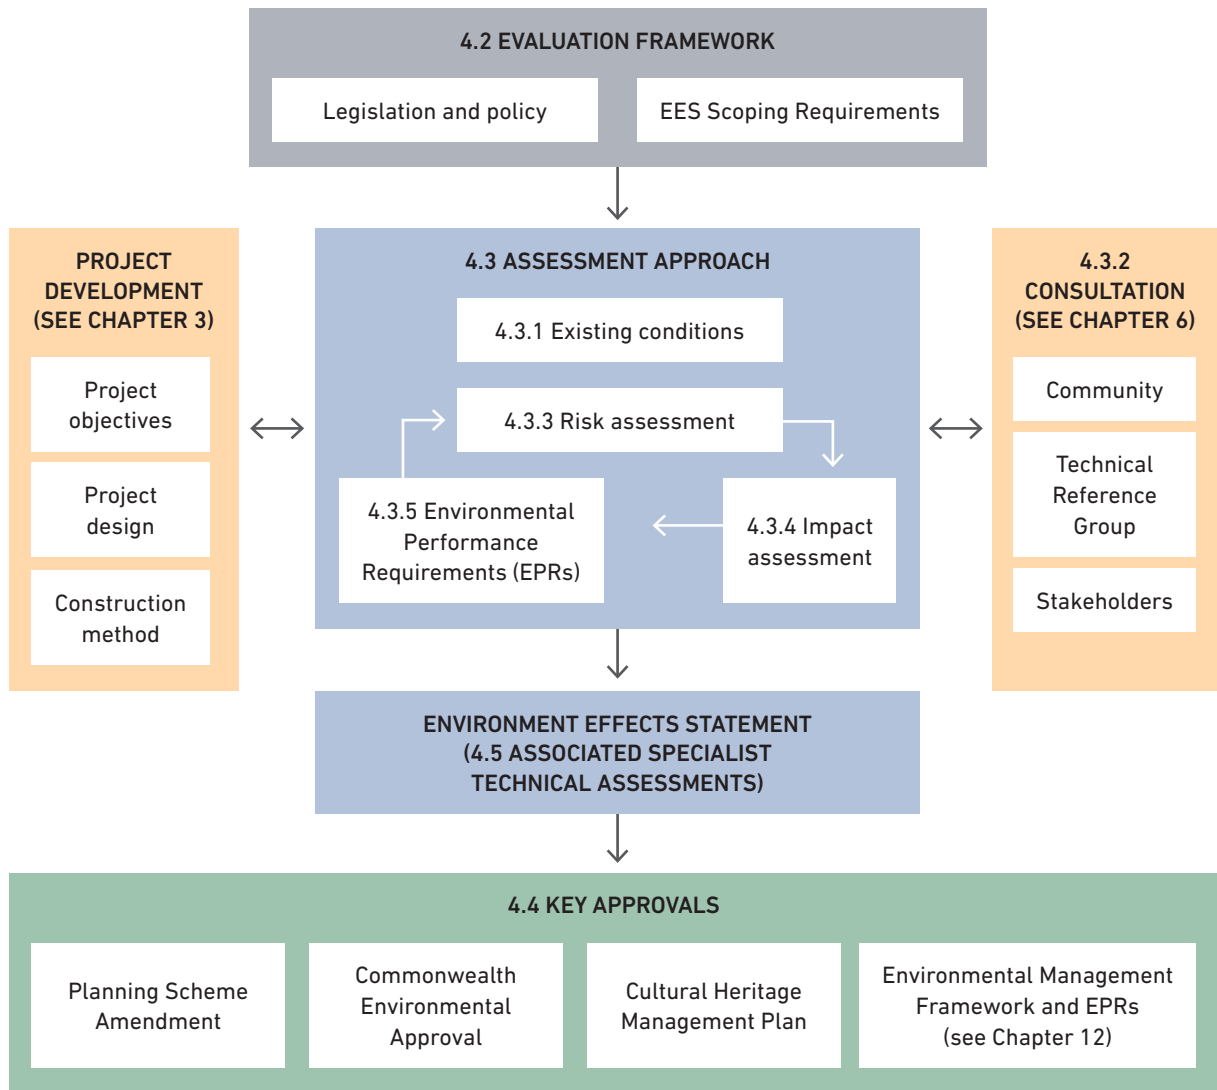 4.2 EVALUATION FRAMEWORK
Legislation and policy
EES Scoping Requirements
PROJECT
DEVELOPMENT
(SEE CHAPTER 3)
Project
objectives
Project
design
Construction
method
4.3 ASSESSMENT APPROACH
4.3.1 Existing conditions
4.3.3 Risk assessment
4.3.5 Environmental
Performance
Requirements (EPRs)
4.3.4 Impact
assessment
4.3.2
CONSULTATION
(SEE CHAPTER 6)
Community
Technical
Reference
Group
Stakeholders
ENVIRONMENT EFFECTS STATEMENT
(4.5 ASSOCIATED SPECIALIST
TECHNICAL ASSESSMENTS)
4.4 KEY APPROVALS
Planning Scheme
Amendment
Commonwealth
Environmental
Approval
Cultural Heritage
Management Plan
Environmental Management
Framework and EPRs
(see Chapter 12)